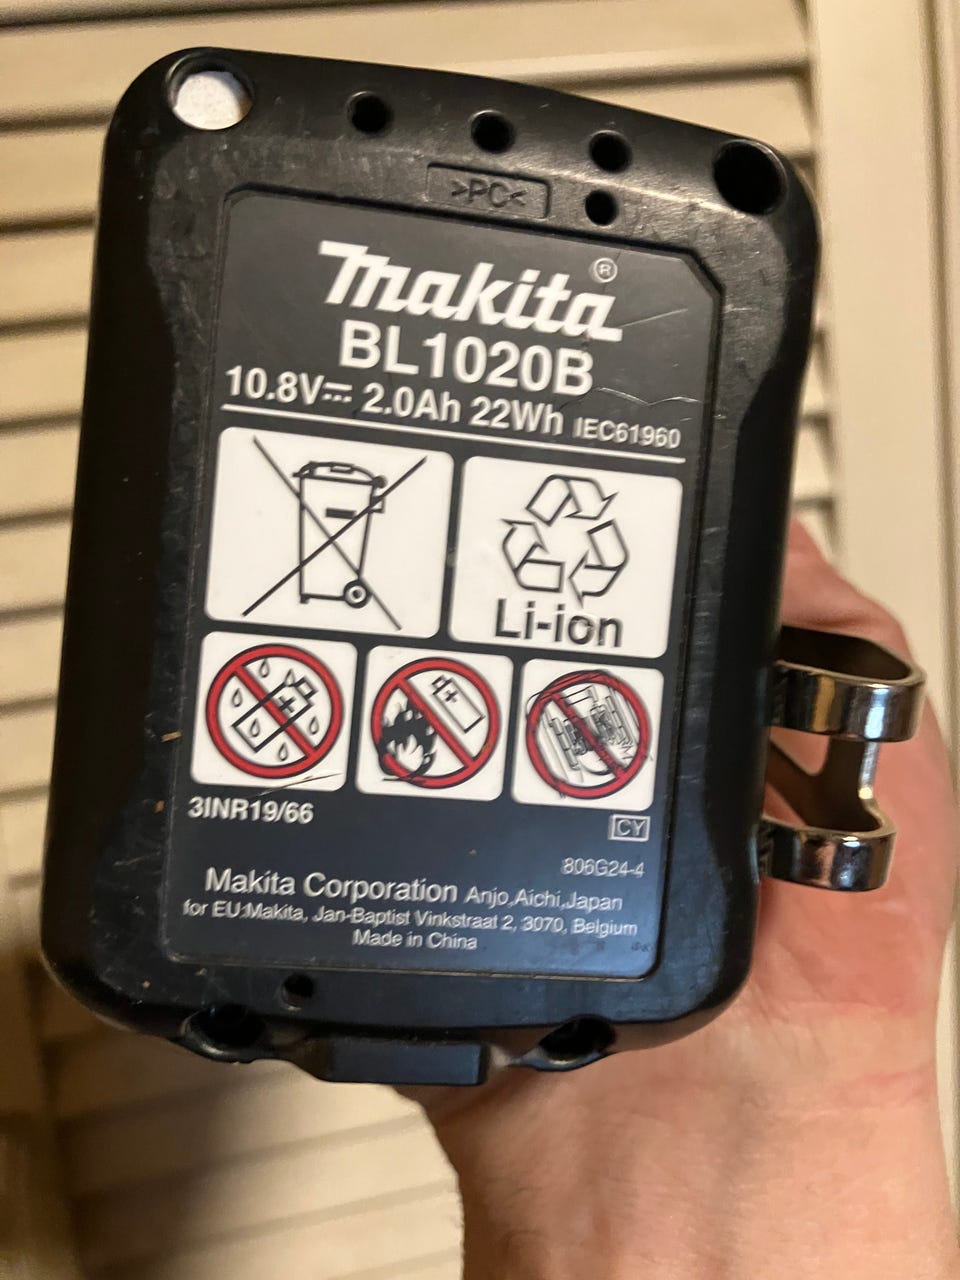 >PC<
makita®
BL1020B
10.8V⎓ 2.0Ah 22Wh IEC61960
Li-ion
3INR19/66
CY
806G24-4
Makita Corporation Anjo,Aichi,Japan
for EU:Makita, Jan-Baptist Vinkstraat 2, 3070, Belgium
Made in China